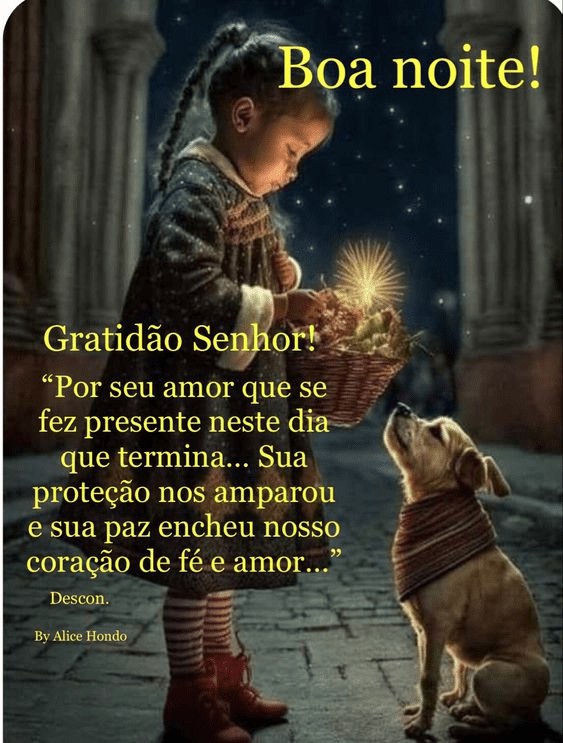 Boa noite!
Gratidão Senhor!
“Por seu amor que se
fez presente neste dia
que termina... Sua
proteção nos amparou
e sua paz encheu nosso
coração de fé e amor...”
Descon.
By Alice Hondo